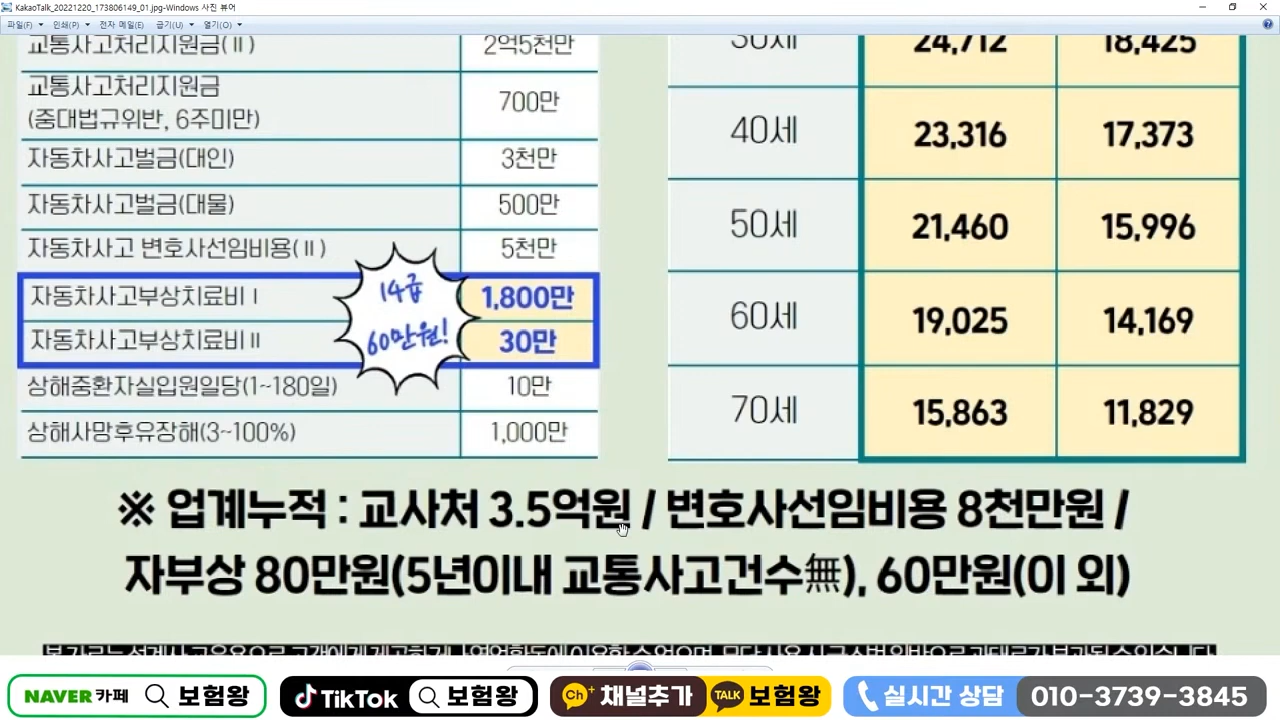 KakaoTalk_20221220_173806149_01.jpg-Windows 사진 뷰어
파일(F) 인쇄(P) 전자 메일(E) 굽기(U) 열기(O)
교통사고처리지원금(Ⅱ) 2억5천만
교통사고처리지원금
(중대법규위반, 6주미만) 700만
자동차사고벌금(대인) 3천만
자동차사고벌금(대물) 500만
자동차사고 변호사선임비용(Ⅱ) 5천만
자동차사고부상치료비Ⅰ 1,800만
자동차사고부상치료비Ⅱ 30만
14급
60만원!
상해중환자실입원일당(1~180일) 10만
상해사망후유장해(3~100%) 1,000만
30세 24,712 18,425
40세 23,316 17,373
50세 21,460 15,996
60세 19,025 14,169
70세 15,863 11,829
※ 업계누적 : 교사처 3.5억원 / 변호사선임비용 8천만원 /
자부상 80만원(5년이내 교통사고건수無), 60만원(이 외)
NAVER 카페 보험왕
TikTok 보험왕
Ch+ 채널추가 TALK 보험왕
실시간 상담 010-3739-3845